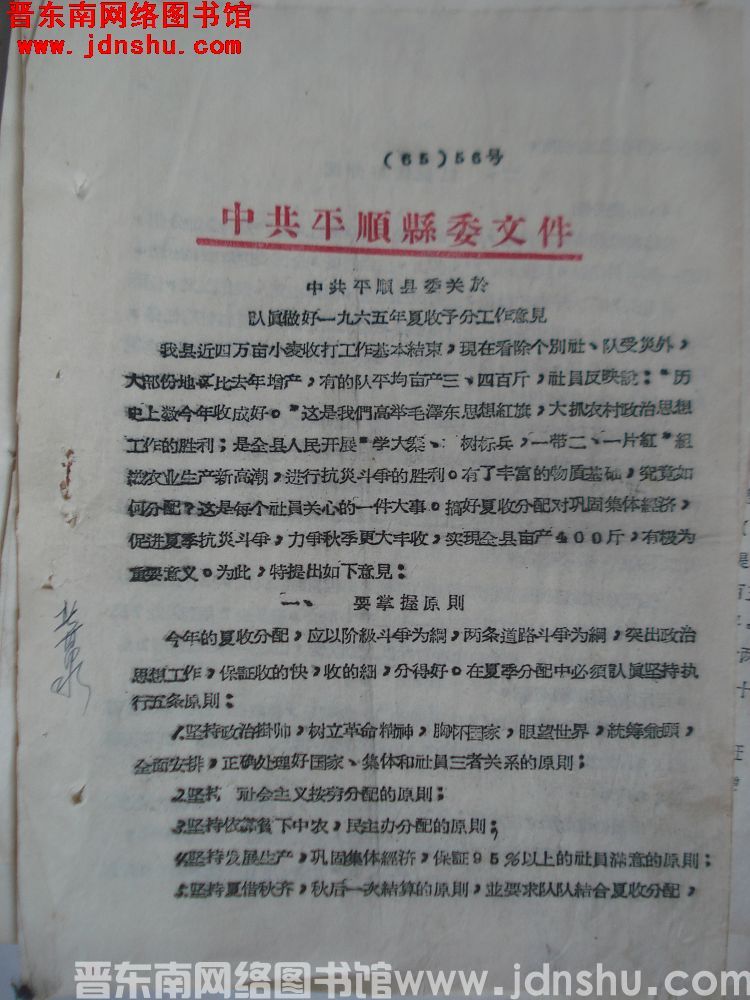 晋东南网络图书馆
www.jdnshu.com
(65)56号
中共平順縣委文件
中共平順县委关於
队真做好一九六五年夏收予分工作意見
我县近四万亩小麦收打工作基本結束，現在看除个別社、队受災外，
大部份地区比去年增产，有的队平均亩产三、四百斤，社員反映說："历
史上数今年收成好。"这是我們高举毛澤东思想紅旗，大抓农村政治思想
工作的胜利；是全县人民开展"学大寨、树标兵，一带二、一片紅"組
农业生产新高潮，进行抗災斗爭的胜利。有了丰富的物质基础，究竟如
何分配？这是每个社員关心的一件大事。搞好夏收分配对巩固集体經济，
促进夏季抗災斗爭，力爭秋季更大丰收，实現全县亩产400斤，有极为
重要意义。为此，特提出如下意見：
一、 要掌握原則
今年的夏收分配，应以阶級斗爭为綱，两条道路斗爭为綱，突出政治
思想工作，保証收的快，收的細，分得好。在夏季分配中必須队真坚持执
行五条原則：
1.坚持政治掛帅，树立革命精神，胸怀国家，眼望世界，統筹兼顾，
全面安排，正确处理好国家、集体和社員三者关系的原則；
2.坚持 社会主义按劳分配的原則；
3.坚持依靠貧下中农，民主办分配的原則；
4.坚持发展生产，巩固集体經济，保証95%以上的社員滿意的原則；
5.坚持夏借秋齐，秋后一次結算的原則，並要求队队結合夏收分配，
晋东南网络图书馆www.jdnshu.com